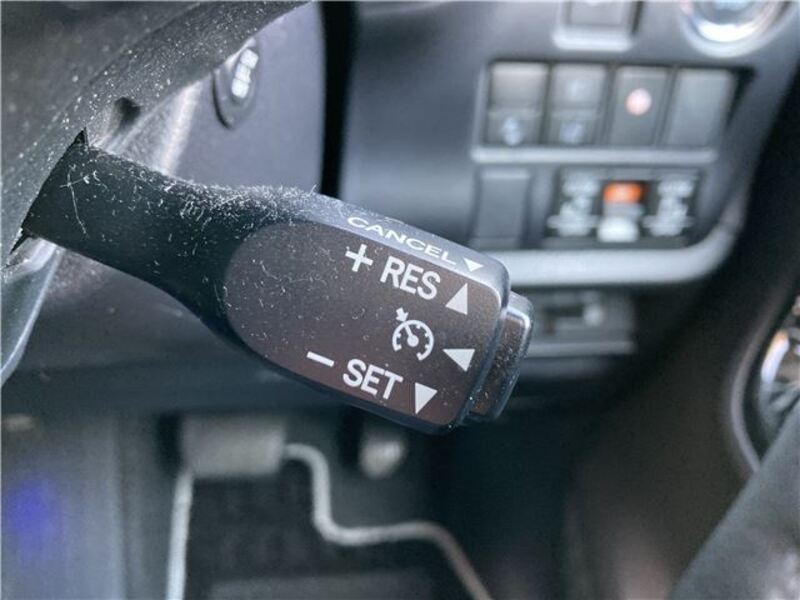 CANCEL
+ RES
- SET